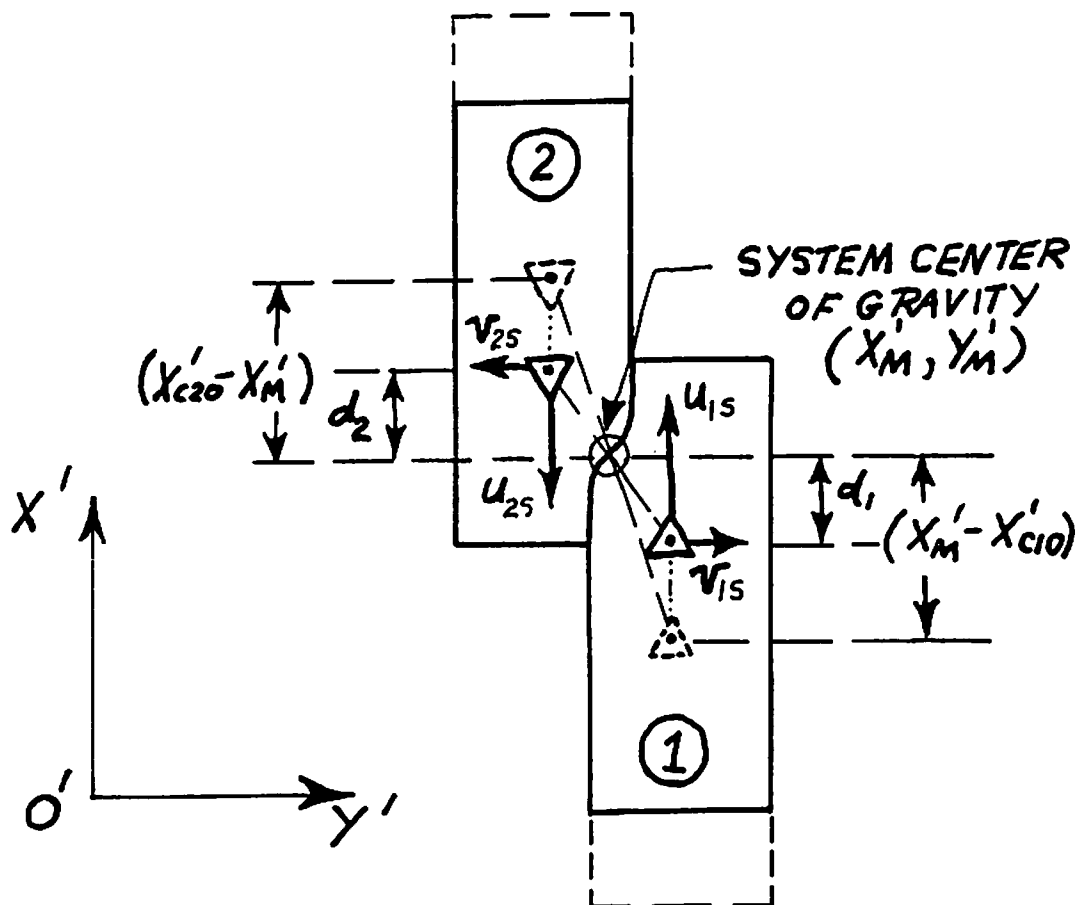 2
SYSTEM CENTER
OF GRAVITY
(X'M, Y'M)
V2S
(X'C20-X'M)
d2
U1S
U2S
d1
(X'M-X'C10)
V1S
X'
1
O'
Y'